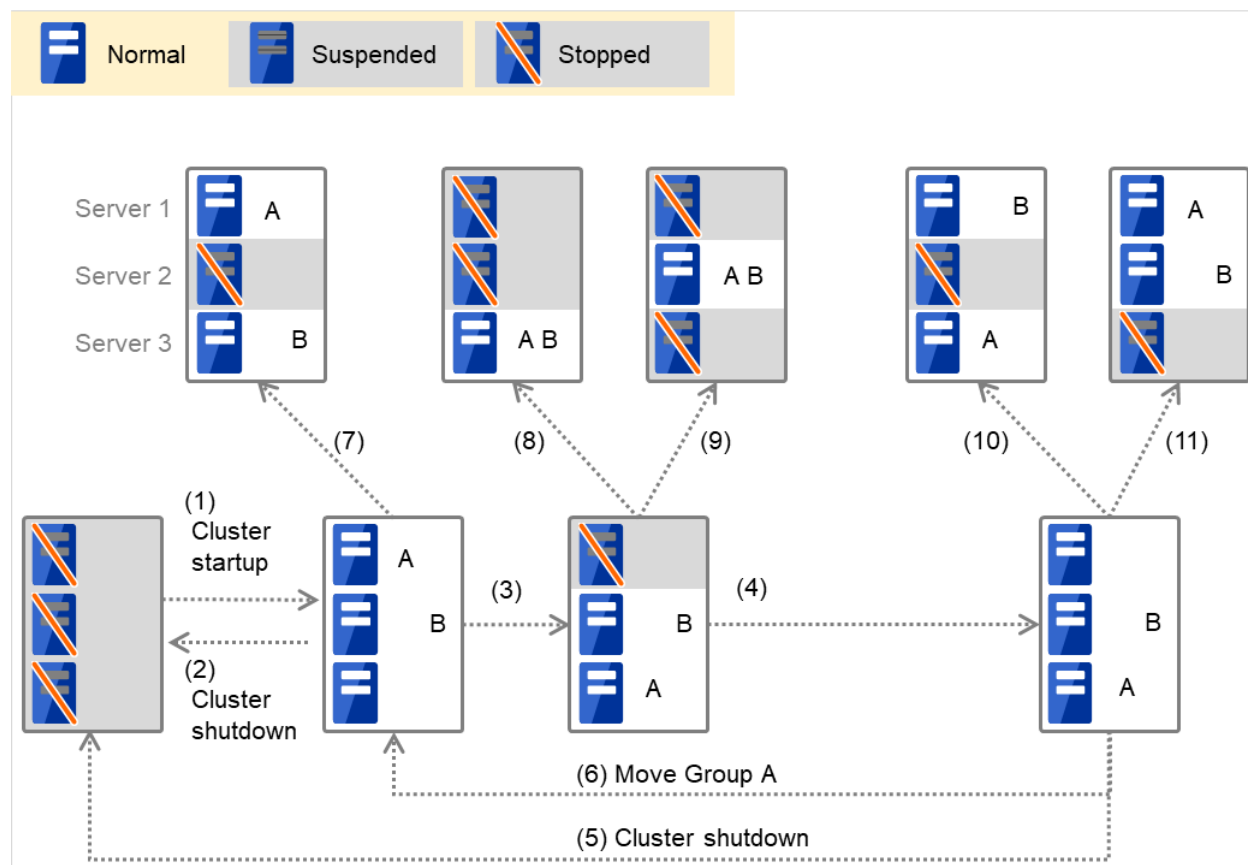 Normal
Suspended
Stopped
Server 1
Server 2
Server 3
A
B
A B
A B
B
A
A
B
(7)
(8)
(9)
(10)
(11)
(1)
Cluster
startup
(2)
Cluster
shutdown
A
B
(3)
B
A
(4)
B
A
(6) Move Group A
(5) Cluster shutdown